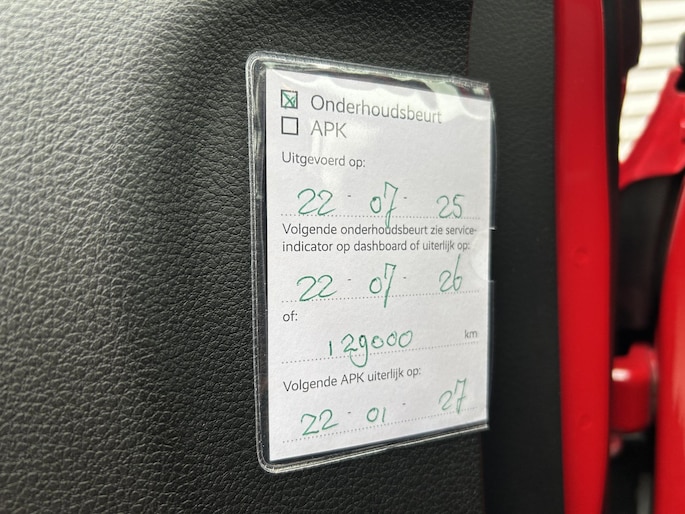 Onderhoudsbeurt
APK
Uitgevoerd op:
22 - 07 - 25
Volgende onderhoudsbeurt zie service-
indicator op dashboard of uiterlijk op:
22 - 07 - 26
of:
129000 km
Volgende APK uiterlijk op:
22 - 01 - 27